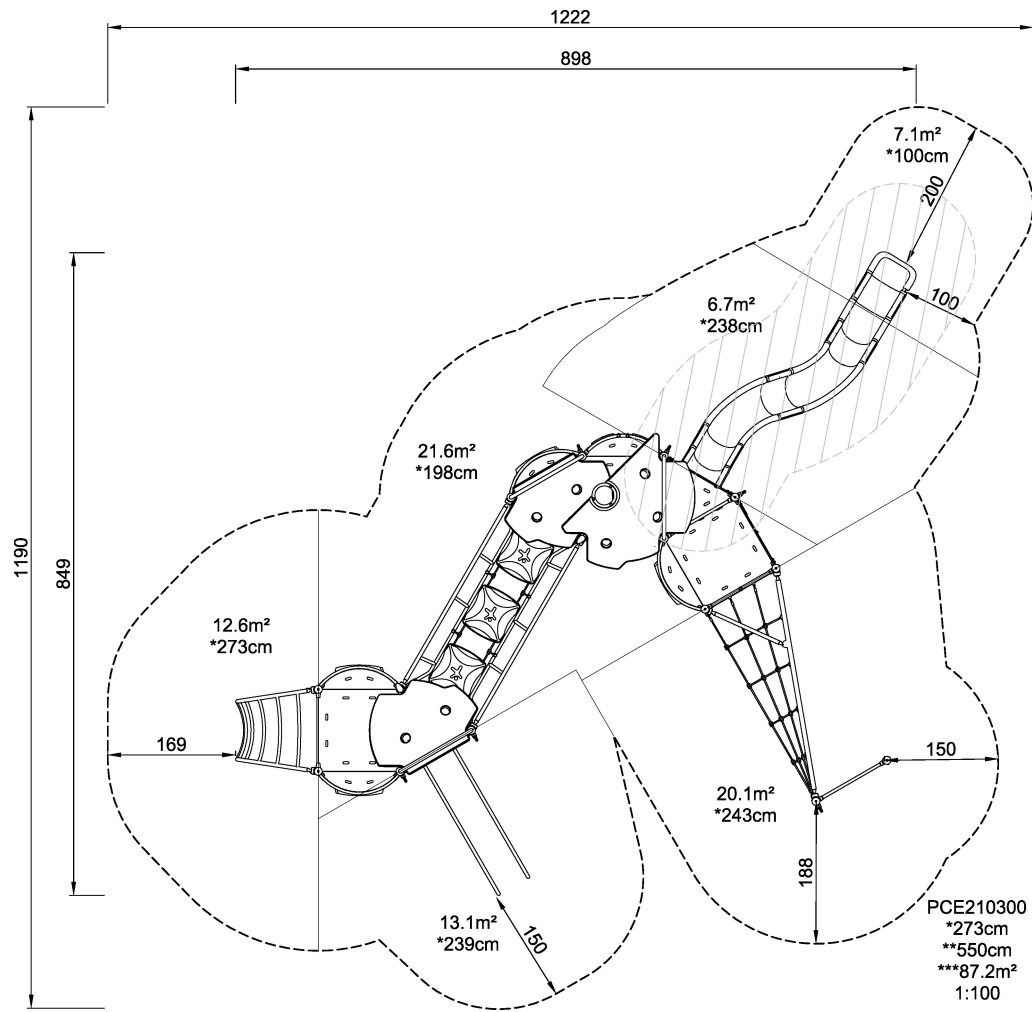 1222
898
7.1m²
*100cm
200
100
6.7m²
*238cm
21.6m²
*198cm
1190
849
12.6m²
*273cm
169
150
20.1m²
*243cm
188
13.1m²
*239cm
150
PCE210300
*273cm
**550cm
***87.2m²
1:100